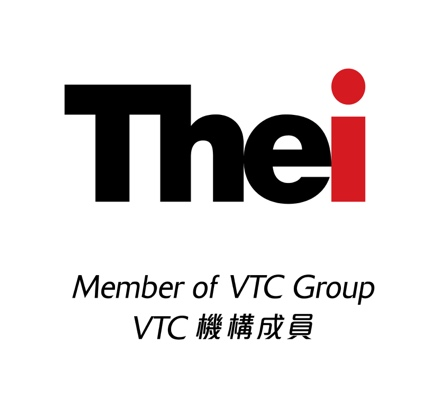 Thei
Member of VTC Group
VTC 機構成員